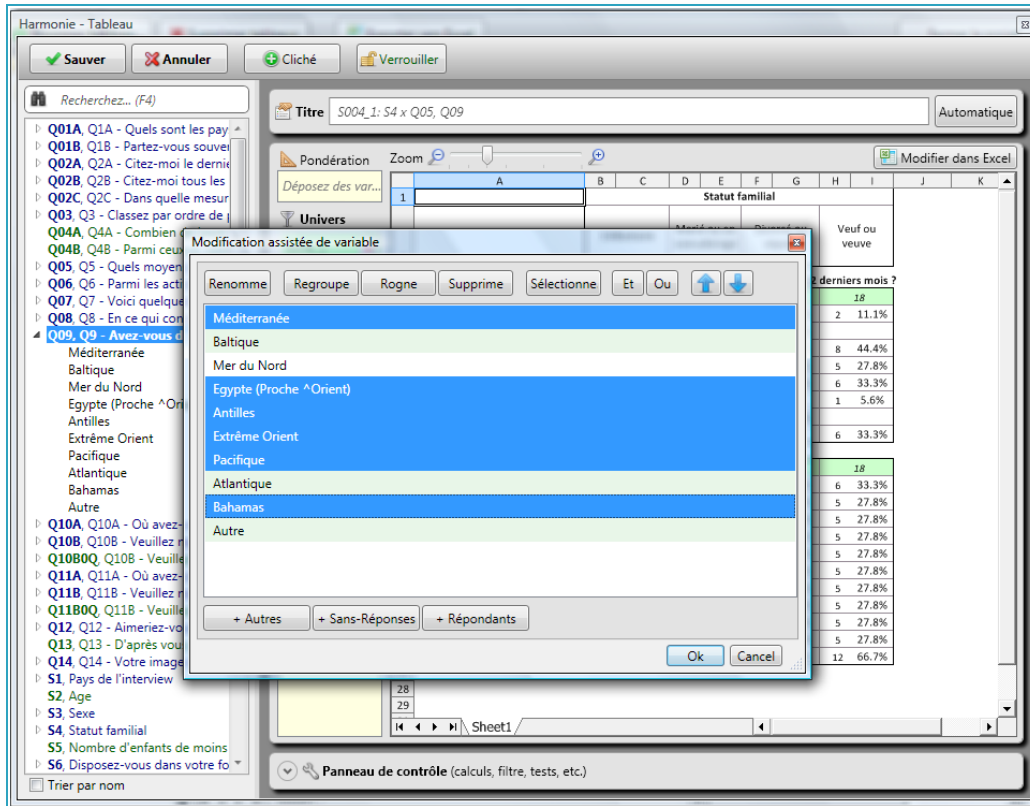 Harmonie - Tableau
Sauver
Annuler
Cliché
Verrouiller
Recherchez... (F4)
Q01A, Q1A - Quels sont les pay
Q01B, Q1B - Partez-vous souver
Q02A, Q2A - Citez-moi le dernie
Q02B, Q2B - Citez-moi tous les
Q02C, Q2C - Dans quelle mesur
Q03, Q3 - Classez par ordre de p
Q04A, Q4A - Combien
Q04B, Q4B - Parmi ceux
Q05, Q5 - Quels moyen
Q06, Q6 - Parmi les acti
Q07, Q7 - Voici quelque
Q08, Q8 - En ce qui con
Q09, Q9 - Avez-vous d
Méditerranée
Baltique
Mer du Nord
Egypte (Proche ^Ori
Antilles
Extrême Orient
Pacifique
Atlantique
Bahamas
Autre
Q10A, Q10A - Où avez-
Q10B, Q10B - Veuillez r
Q10B0Q, Q10B - Veuille
Q11A, Q11A - Où avez-
Q11B, Q11B - Veuillez r
Q11B0Q, Q11B - Veuille
Q12, Q12 - Aimeriez-vo
Q13, Q13 - D'après vou
Q14, Q14 - Votre image
S1, Pays de l'interview
S2, Age
S3, Sexe
S4, Statut familial
S5, Nombre d'enfants de moins
S6, Disposez-vous dans votre fo
Trier par nom
Titre
S004_1: S4 x Q05, Q09
Automatique
Pondération
Déposez des var...
Univers
Zoom
Modifier dans Excel
A B C D E F G H I J K
1
Statut familial
Veuf ou
veuve
2 derniers mois ?
18
2 11.1%
8 44.4%
5 27.8%
6 33.3%
1 5.6%
6 33.3%
18
6 33.3%
5 27.8%
5 27.8%
5 27.8%
5 27.8%
5 27.8%
5 27.8%
5 27.8%
5 27.8%
5 27.8%
12 66.7%
28
29
Sheet1
Panneau de contrôle (calculs, filtre, tests, etc.)
Modification assistée de variable
Renomme
Regroupe
Rogne
Supprime
Sélectionne
Et
Ou
Méditerranée
Baltique
Mer du Nord
Egypte (Proche ^Orient)
Antilles
Extrême Orient
Pacifique
Atlantique
Bahamas
Autre
+ Autres
+ Sans-Réponses
+ Répondants
Ok
Cancel